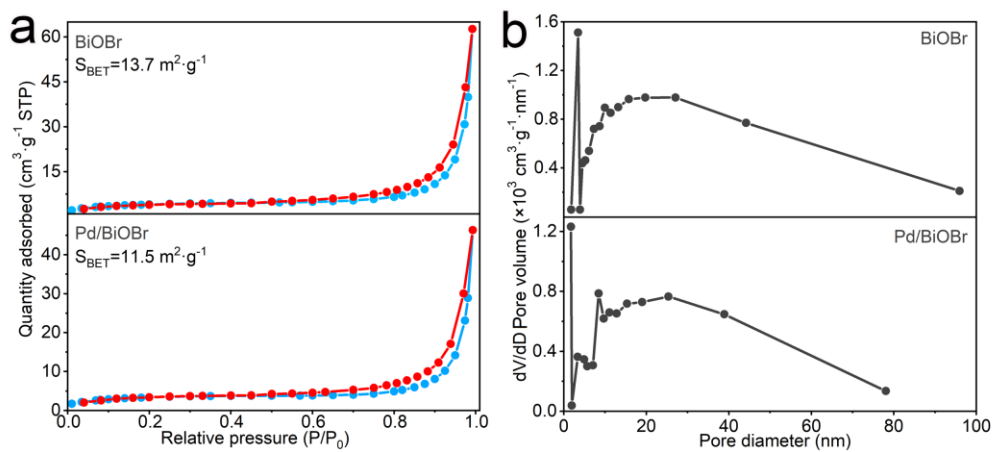 a
BiOBr
S_BET=13.7 m²·g⁻¹
60
45
30
15
Pd/BiOBr
S_BET=11.5 m²·g⁻¹
40
30
20
10
0
0.0 0.2 0.4 0.6 0.8 1.0
Relative pressure (P/P₀)
Quantity adsorbed (cm³·g⁻¹ STP)
b
BiOBr
1.6
1.2
0.8
0.4
Pd/BiOBr
1.2
0.8
0.4
0.0
0 20 40 60 80 100
Pore diameter (nm)
dV/dD Pore volume (×10³ cm³·g⁻¹·nm⁻¹)